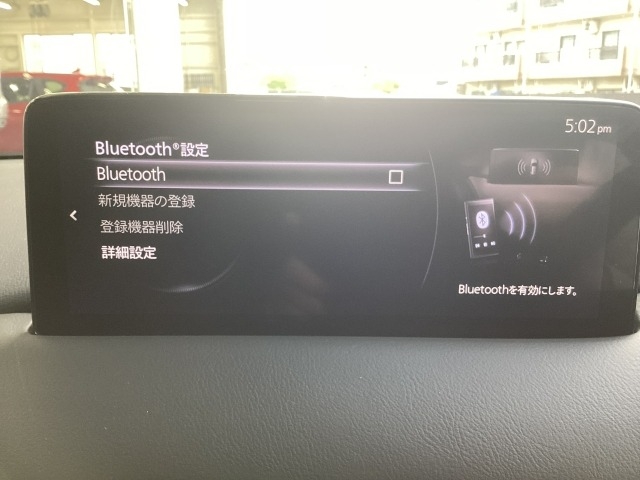 5:02pm
Bluetooth®設定
Bluetooth
新規機器の登録
登録機器削除
詳細設定
Bluetoothを有効にします。